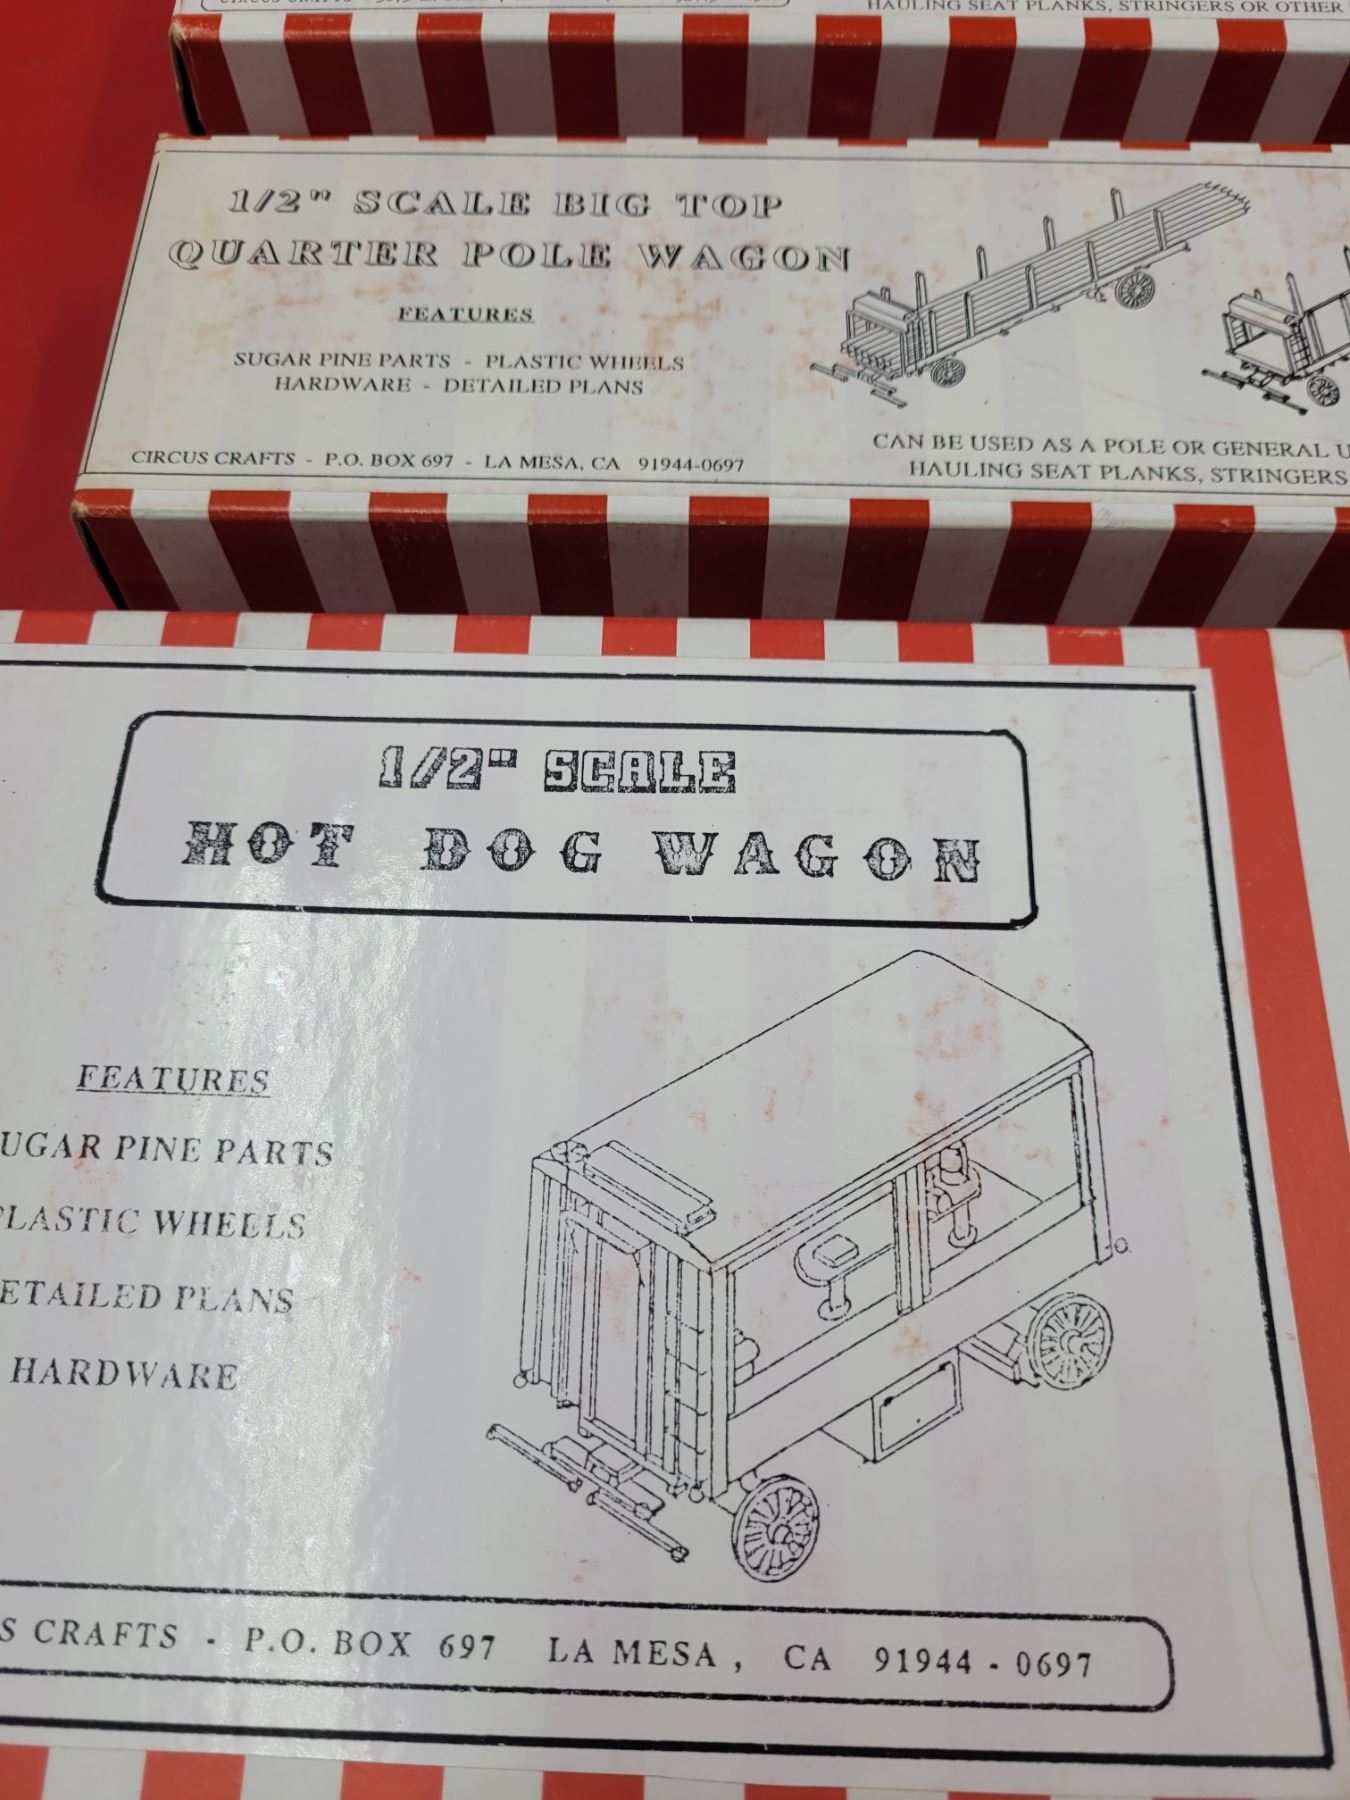 HAULING SEAT PLANKS, STRINGERS OR OTHER
1/2" SCALE BIG TOP
QUARTER POLE WAGON
FEATURES
SUGAR PINE PARTS - PLASTIC WHEELS
HARDWARE - DETAILED PLANS
CIRCUS CRAFTS - P.O. BOX 697 - LA MESA, CA 91944-0697
CAN BE USED AS A POLE OR GENERAL U
HAULING SEAT PLANKS, STRINGERS
1/2" SCALE
HOT DOG WAGON
FEATURES
UGAR PINE PARTS
LASTIC WHEELS
ETAILED PLANS
HARDWARE
S CRAFTS - P.O. BOX 697 LA MESA , CA 91944 - 0697